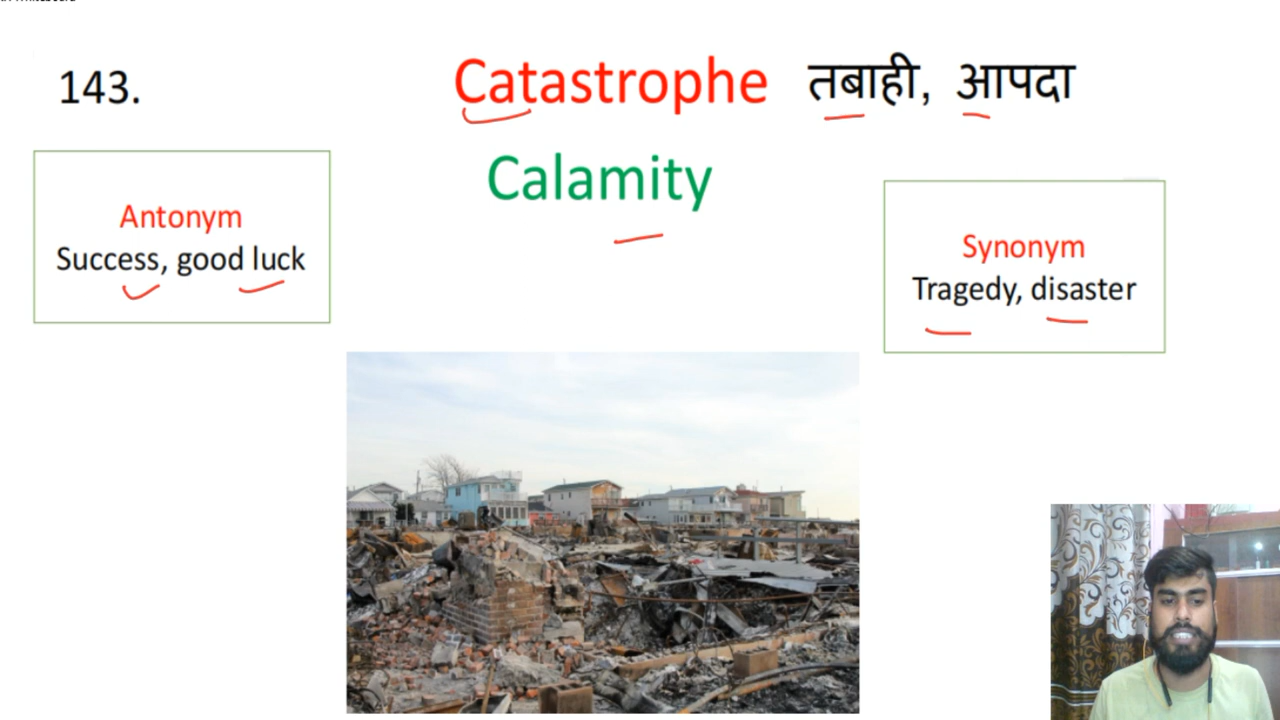 143.
Catastrophe तबाही, आपदा
Calamity
Antonym
Success, good luck
Synonym
Tragedy, disaster